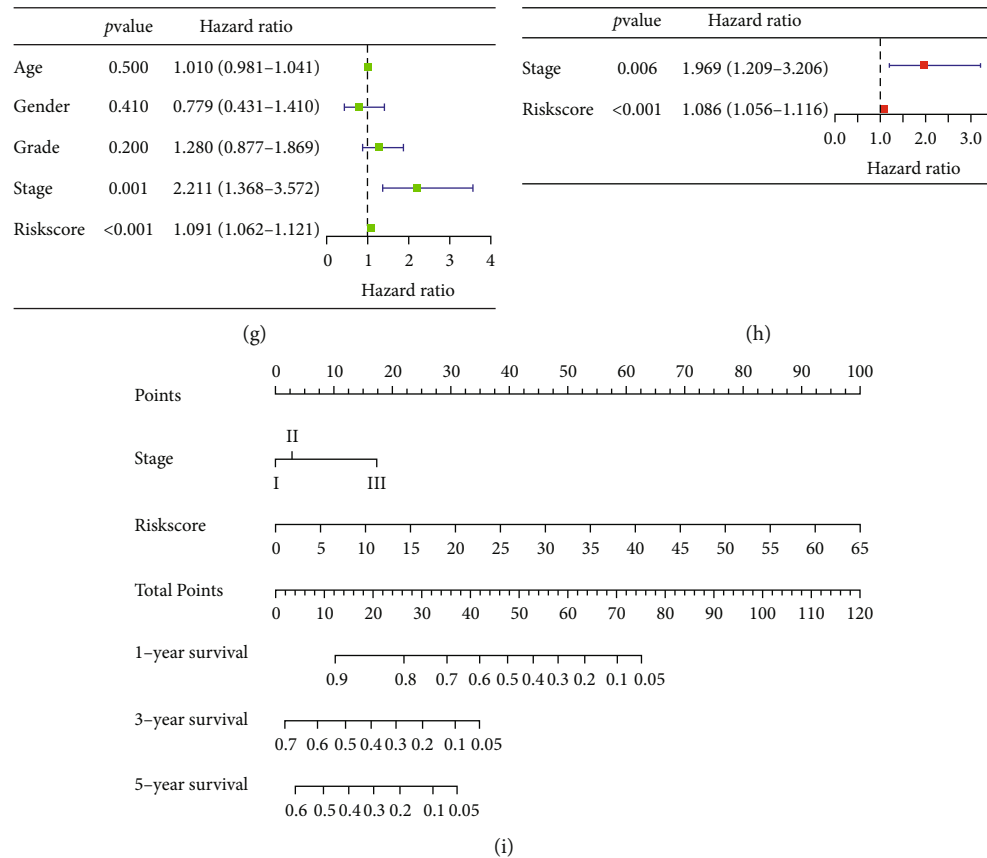 pvalue Hazard ratio
Age 0.500 1.010 (0.981–1.041)
Gender 0.410 0.779 (0.431–1.410)
Grade 0.200 1.280 (0.877–1.869)
Stage 0.001 2.211 (1.368–3.572)
Riskscore <0.001 1.091 (1.062–1.121)
0 1 2 3 4
Hazard ratio
(g)
pvalue Hazard ratio
Stage 0.006 1.969 (1.209–3.206)
Riskscore <0.001 1.086 (1.056–1.116)
0.0 1.0 2.0 3.0
Hazard ratio
(h)
0 10 20 30 40 50 60 70 80 90 100
Points
II
Stage
I III
Riskscore
0 5 10 15 20 25 30 35 40 45 50 55 60 65
Total Points
0 10 20 30 40 50 60 70 80 90 100 110 120
1–year survival
0.9 0.8 0.7 0.6 0.5 0.4 0.3 0.2 0.1 0.05
3–year survival
0.7 0.6 0.5 0.4 0.3 0.2 0.1 0.05
5–year survival
0.6 0.5 0.4 0.3 0.2 0.1 0.05
(i)